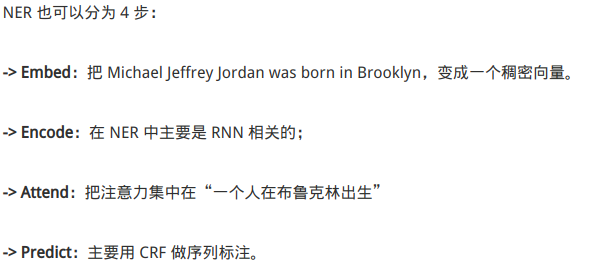 NER 也可以分为 4 步：
-> Embed：把 Michael Jeffrey Jordan was born in Brooklyn，变成一个稠密向量。
-> Encode：在 NER 中主要是 RNN 相关的；
-> Attend：把注意力集中在“一个人在布鲁克林出生”
-> Predict：主要用 CRF 做序列标注。